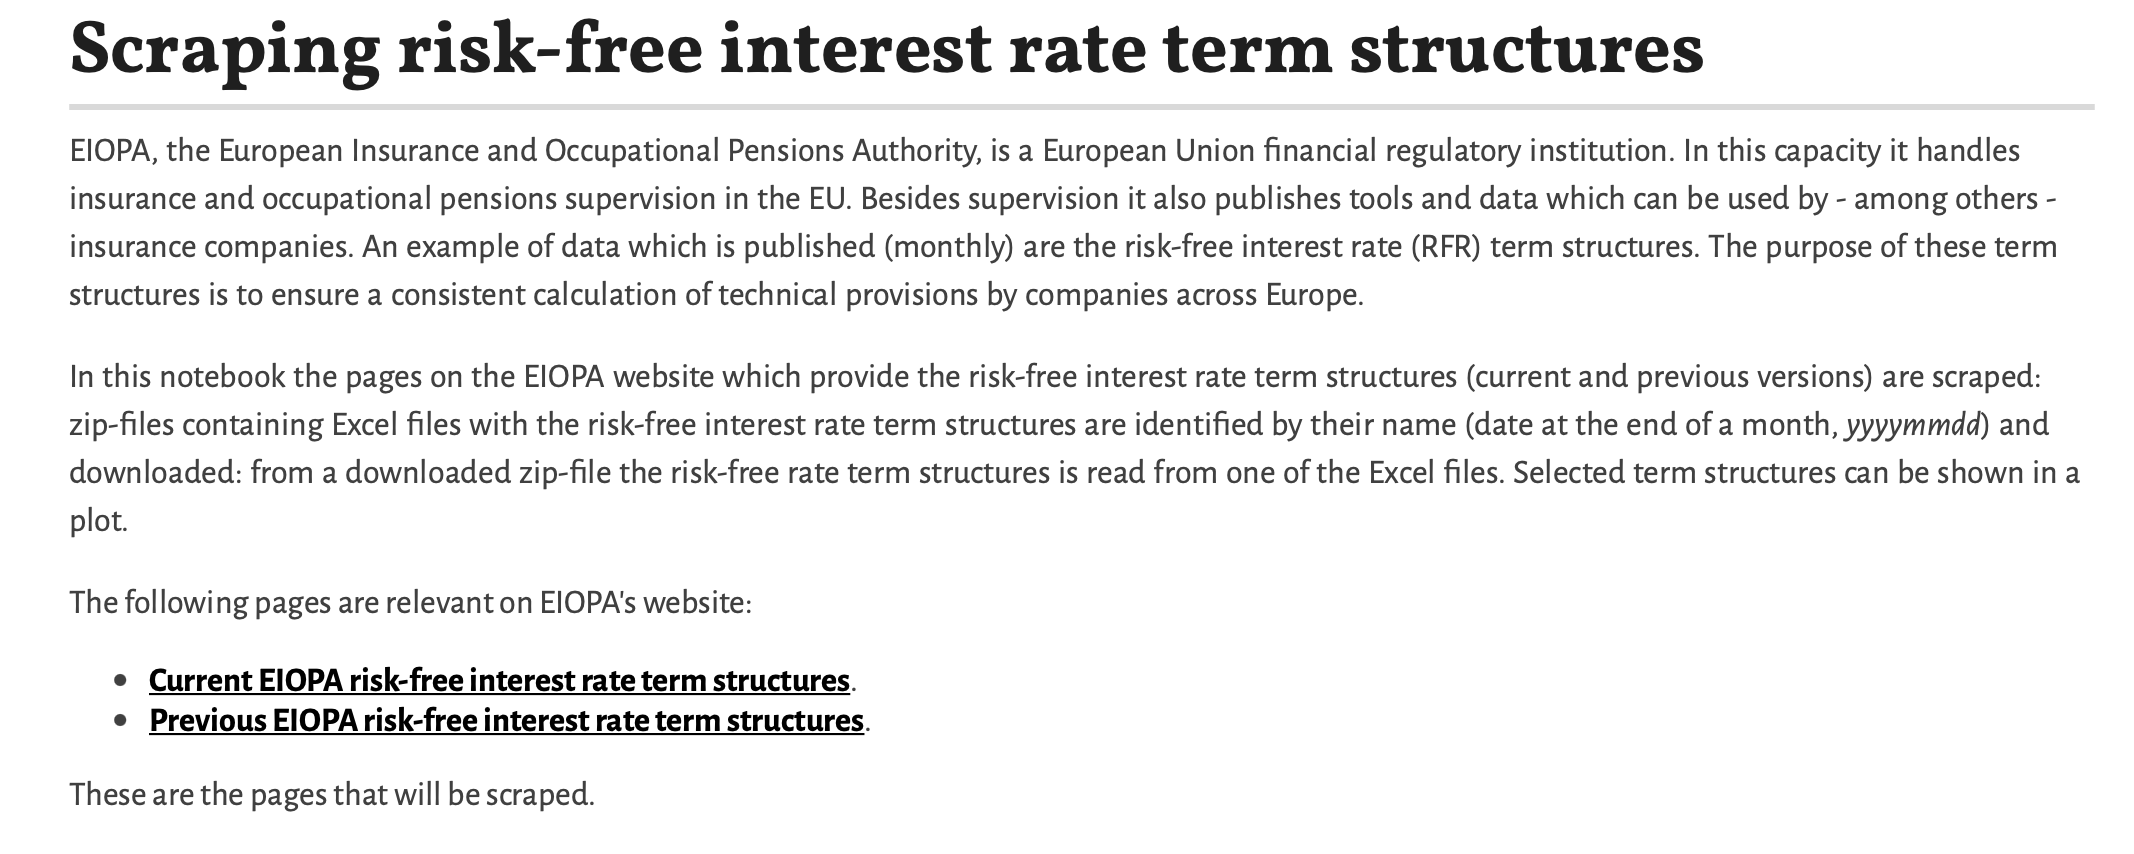 Scraping risk-free interest rate term structures
EIOPA, the European Insurance and Occupational Pensions Authority, is a European Union financial regulatory institution. In this capacity it handles
insurance and occupational pensions supervision in the EU. Besides supervision it also publishes tools and data which can be used by - among others -
insurance companies. An example of data which is published (monthly) are the risk-free interest rate (RFR) term structures. The purpose of these term
structures is to ensure a consistent calculation of technical provisions by companies across Europe.
In this notebook the pages on the EIOPA website which provide the risk-free interest rate term structures (current and previous versions) are scraped:
zip-files containing Excel files with the risk-free interest rate term structures are identified by their name (date at the end of a month, yyyymmdd) and
downloaded: from a downloaded zip-file the risk-free rate term structures is read from one of the Excel files. Selected term structures can be shown in a
plot.
The following pages are relevant on EIOPA's website:
• Current EIOPA risk-free interest rate term structures.
• Previous EIOPA risk-free interest rate term structures.
These are the pages that will be scraped.